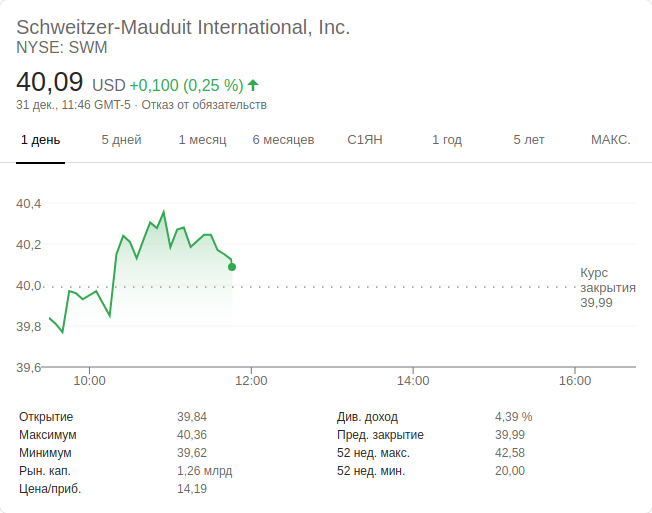 Schweitzer-Mauduit International, Inc.
NYSE: SWM
40,09 USD +0,100 (0,25 %)
31 дек., 11:46 GMT-5 · Отказ от обязательств
1 день 5 дней 1 месяц 6 месяцев С1ЯН 1 год 5 лет МАКС.
40,4
40,2
40,0
39,8
39,6
Курс
закрытия
39,99
10:00 12:00 14:00 16:00
Открытие 39,84
Максимум 40,36
Минимум 39,62
Рын. кап. 1,26 млрд
Цена/приб. 14,19
Див. доход 4,39 %
Пред. закрытие 39,99
52 нед. макс. 42,58
52 нед. мин. 20,00